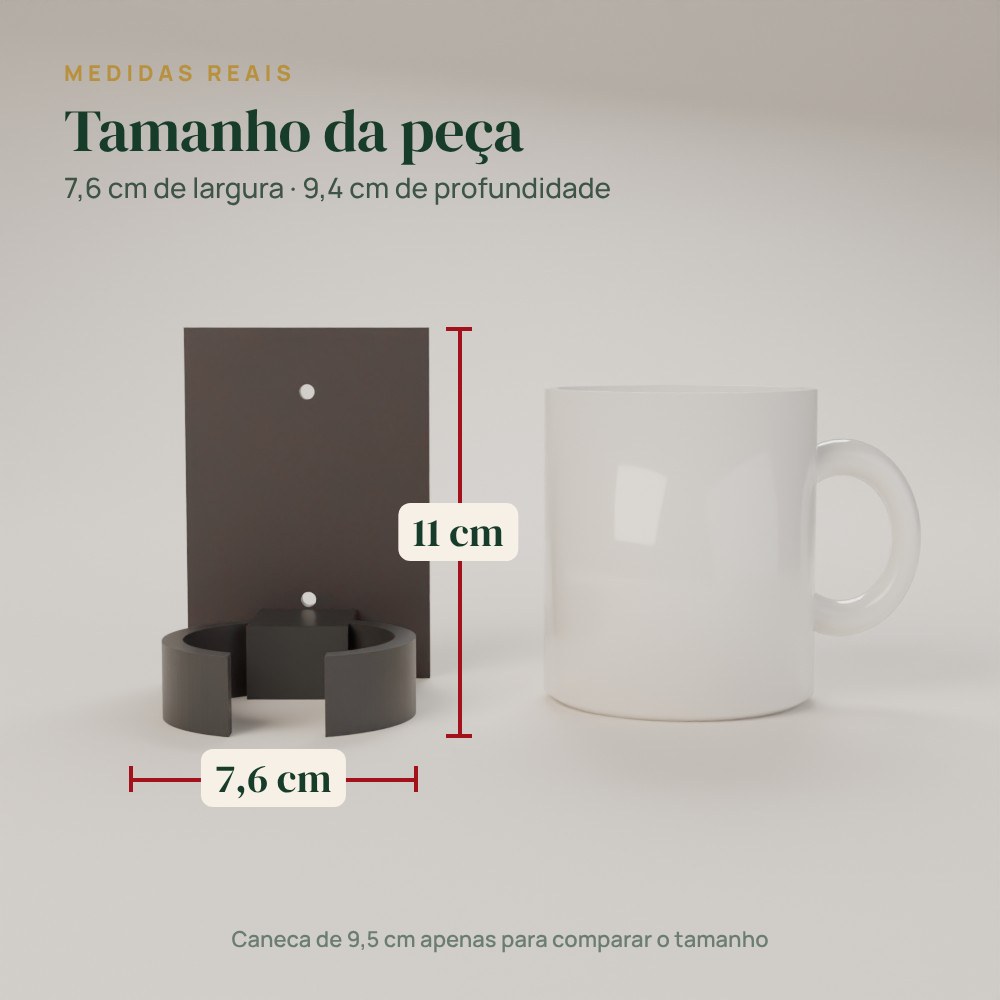 MEDIDAS REAIS
Tamanho da peça
7,6 cm de largura · 9,4 cm de profundidade
11 cm
7,6 cm
Caneca de 9,5 cm apenas para comparar o tamanho